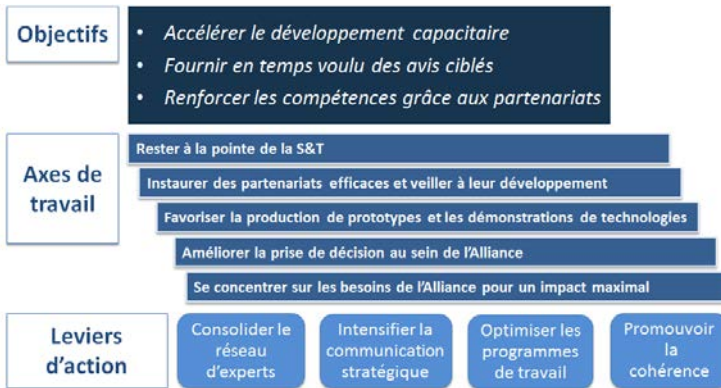 Objectifs
• Accélérer le développement capacitaire
• Fournir en temps voulu des avis ciblés
• Renforcer les compétences grâce aux partenariats
Axes de
travail
Rester à la pointe de la S&T
Instaurer des partenariats efficaces et veiller à leur développement
Favoriser la production de prototypes et les démonstrations de technologies
Améliorer la prise de décision au sein de l'Alliance
Se concentrer sur les besoins de l'Alliance pour un impact maximal
Leviers
d'action
Consolider le
réseau
d'experts
Intensifier la
communication
stratégique
Optimiser les
programmes
de travail
Promouvoir
la
cohérence